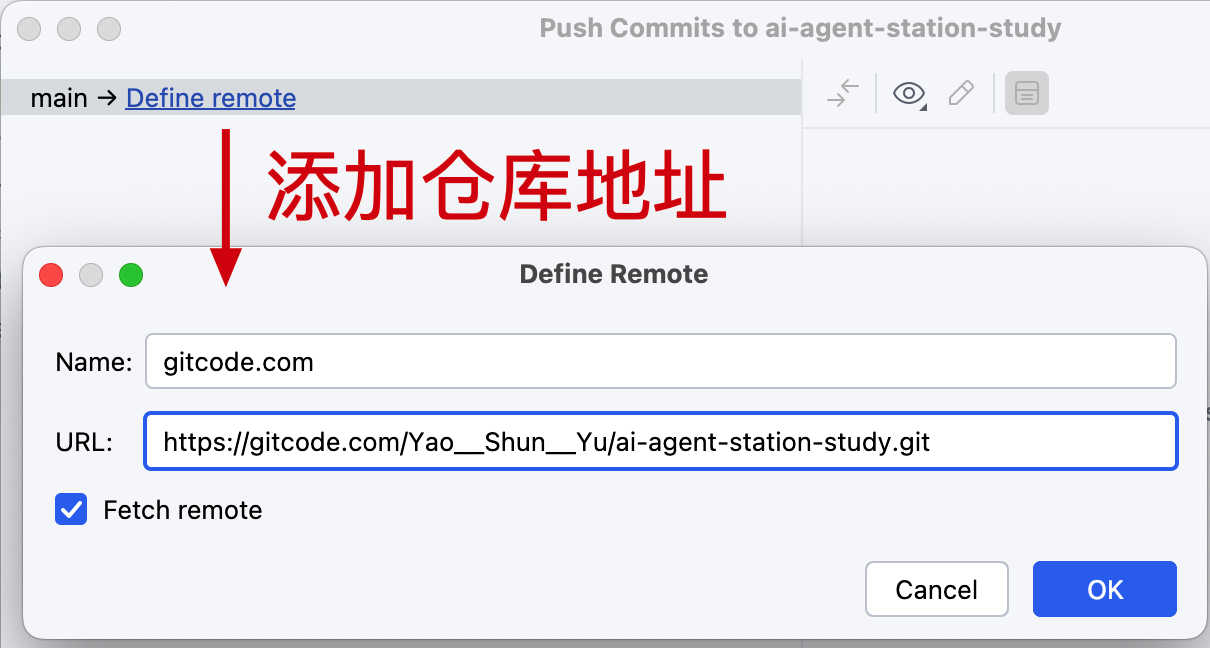 Push Commits to ai-agent-station-study
main → Define remote
添加仓库地址
Define Remote
Name: gitcode.com
URL: https://gitcode.com/Yao__Shun__Yu/ai-agent-station-study.git
Fetch remote
Cancel OK